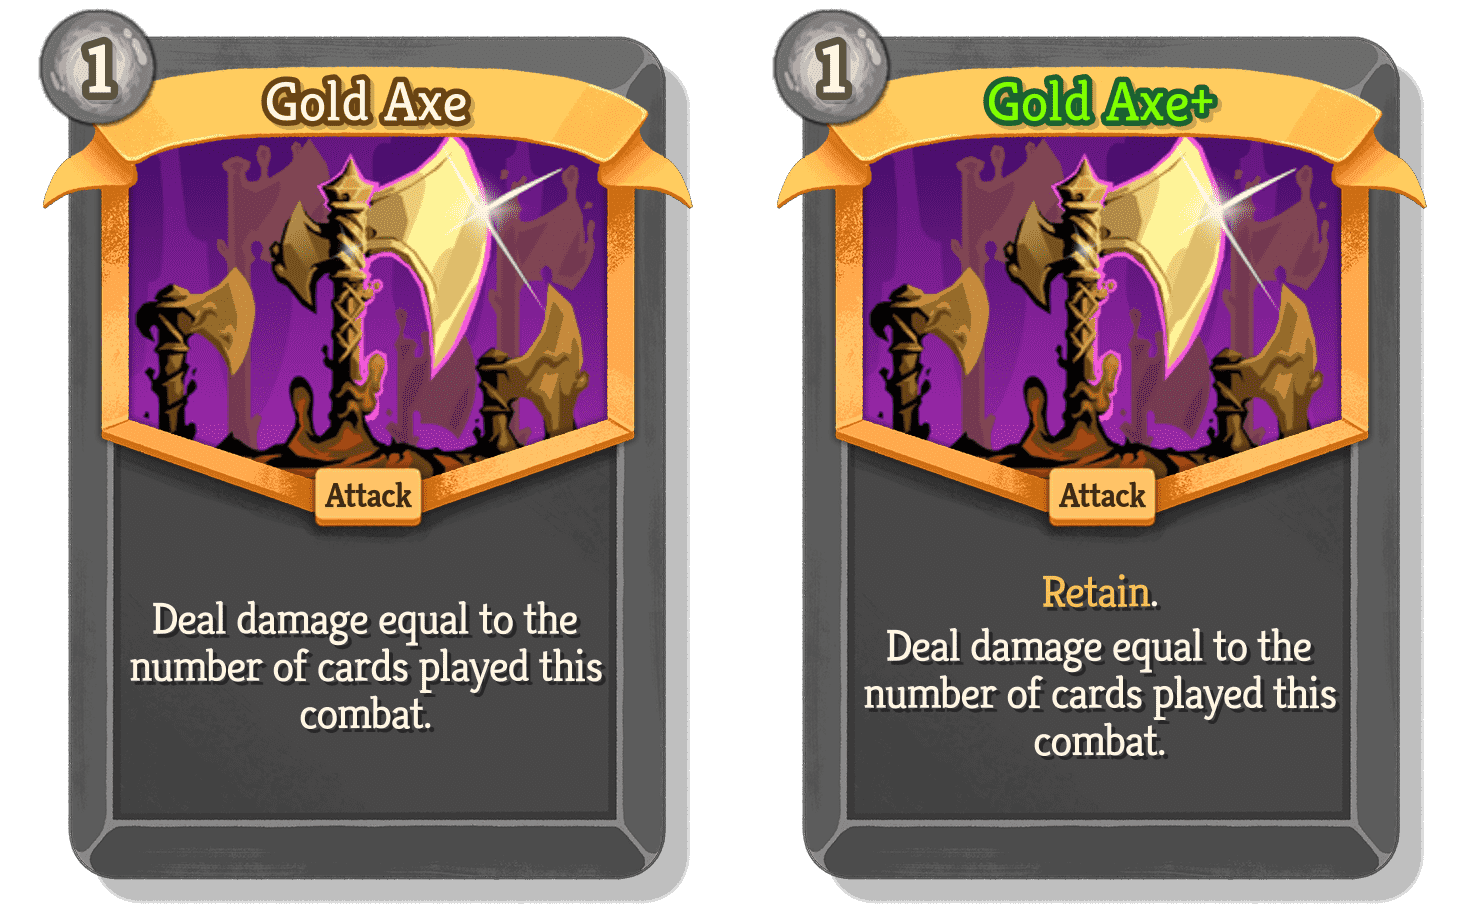 1
Gold Axe
Attack
Deal damage equal to the
number of cards played this
combat.
1
Gold Axe+
Attack
Retain.
Deal damage equal to the
number of cards played this
combat.